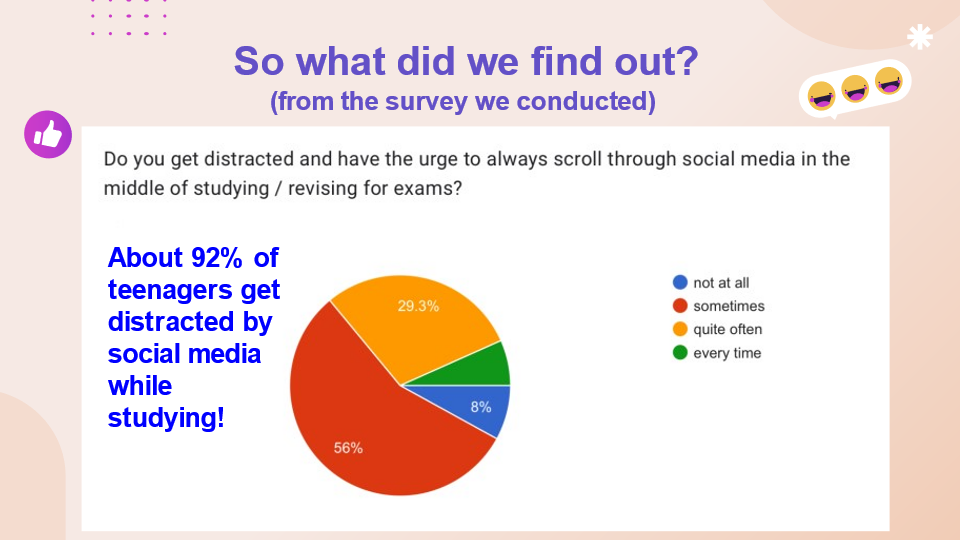 So what did we find out?
(from the survey we conducted)
Do you get distracted and have the urge to always scroll through social media in the
middle of studying / revising for exams?
About 92% of
teenagers get
distracted by
social media
while
studying!
29.3%
8%
56%
not at all
sometimes
quite often
every time